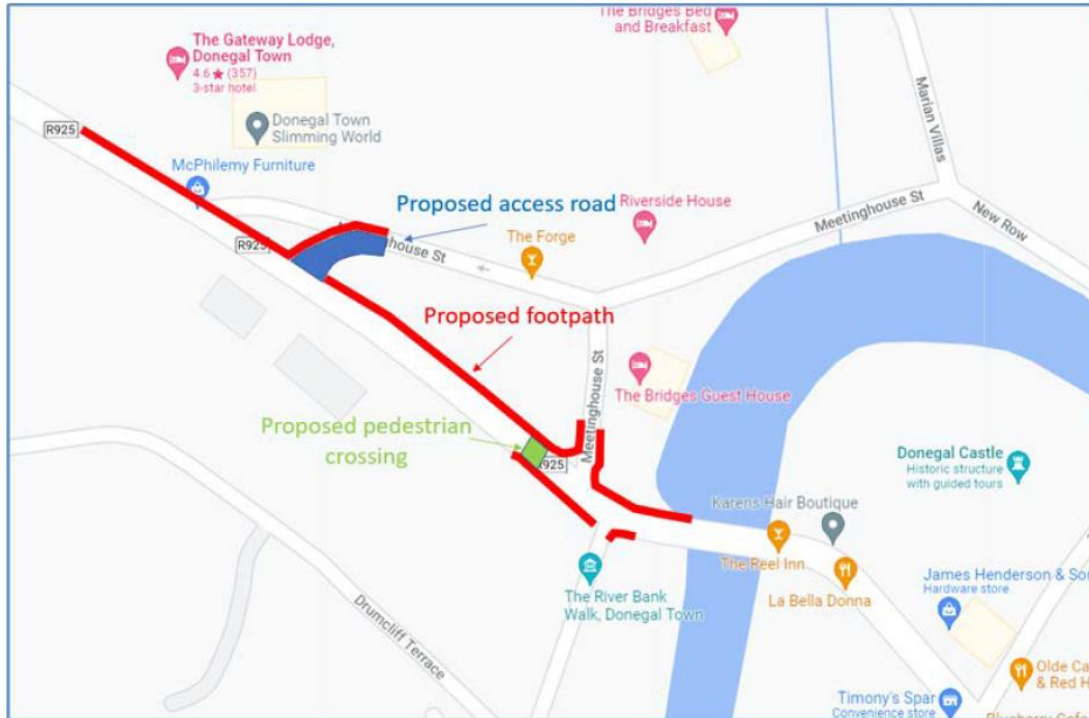 The Bridges Bed
and Breakfast
The Gateway Lodge,
Donegal Town
4.6 ★ (357)
3-star hotel
Donegal Town
Slimming World
R925
McPhilemy Furniture
Marian Villas
Proposed access road
Riverside House
Meetinghouse St
New Row
R925
The Forge
Proposed footpath
Meetinghouse St
The Bridges Guest House
Proposed pedestrian
crossing
R925
Donegal Castle
Historic structure
with guided tours
Karens Hair Boutique
The Reel Inn
The River Bank
Walk, Donegal Town
La Bella Donna
James Henderson & Son
Hardware store
Drumcliff Terrace
Olde Ca
& Red H
Timony's Spar
Convenience store